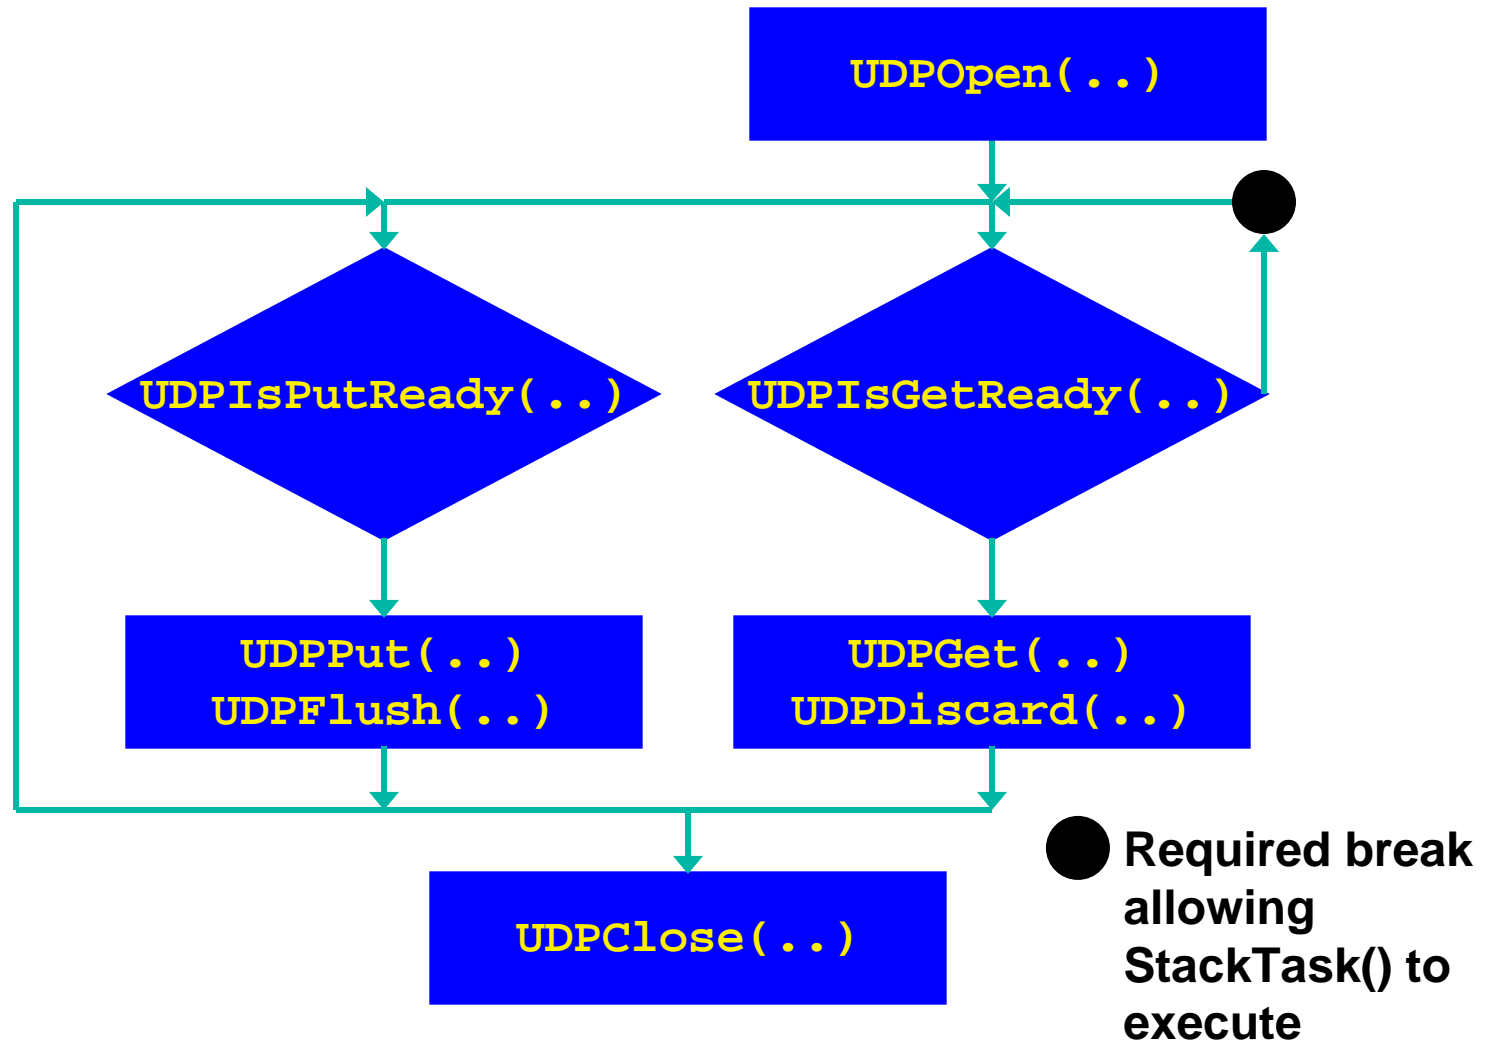 UDPOpen(..)
UDPIsPutReady(..)
UDPIsGetReady(..)
UDPPut(..)
UDPFlush(..)
UDPGet(..)
UDPDiscard(..)
UDPClose(..)
Required break
allowing
StackTask() to
execute